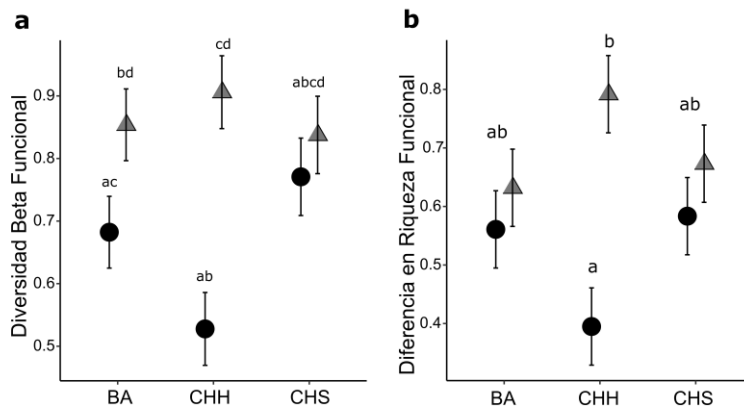 a
Diversidad Beta Funcional
0.9
0.8
0.7
0.6
0.5
bd
cd
abcd
ac
ab
BA CHH CHS
b
Diferencia en Riqueza Funcional
0.8
0.7
0.6
0.5
0.4
b
ab
ab
a
BA CHH CHS